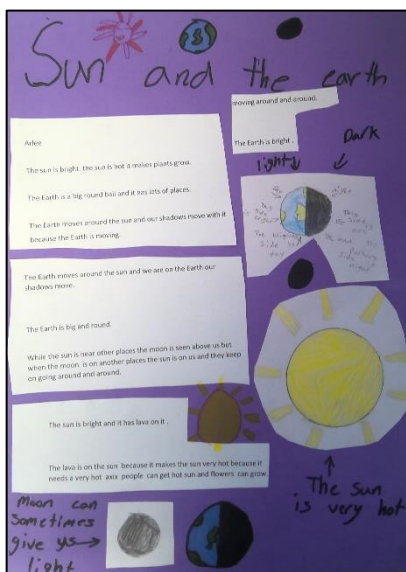 Sun and the earth
moving around and around.
The Earth is bright .
Dark
light
Arlee
The sun is bright. the sun is hot it makes plants grow.
The Earth is a big round ball and it has lots of places.
The Earth moves around the sun and our shadows move with it
because the Earth is moving.
The Earth moves around the sun and we are on the Earth our
shadows move.
The Earth is big and round.
While the sun is near other places the moon is seen above us bet
when the moon is on another places the sun is on us and they keep
on going around and around.
The sun is bright and it has lava on it .
The lava is on the sun because it makes the sun very hot because it
needs a very hot axix people can get hot sun and flowers can grow.
The sun
is very hot
Moon can
sometimes
give us
light